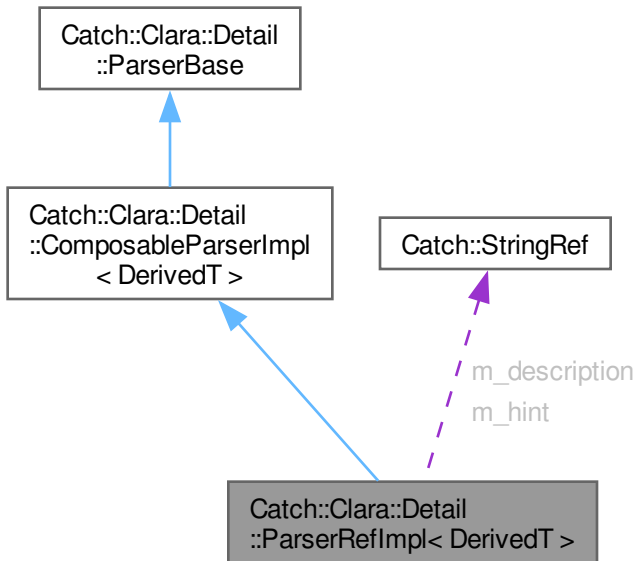 Catch::Clara::Detail
::ParserBase
Catch::Clara::Detail
::ComposableParserImpl
< DerivedT >
Catch::StringRef
m_description
m_hint
Catch::Clara::Detail
::ParserRefImpl< DerivedT >